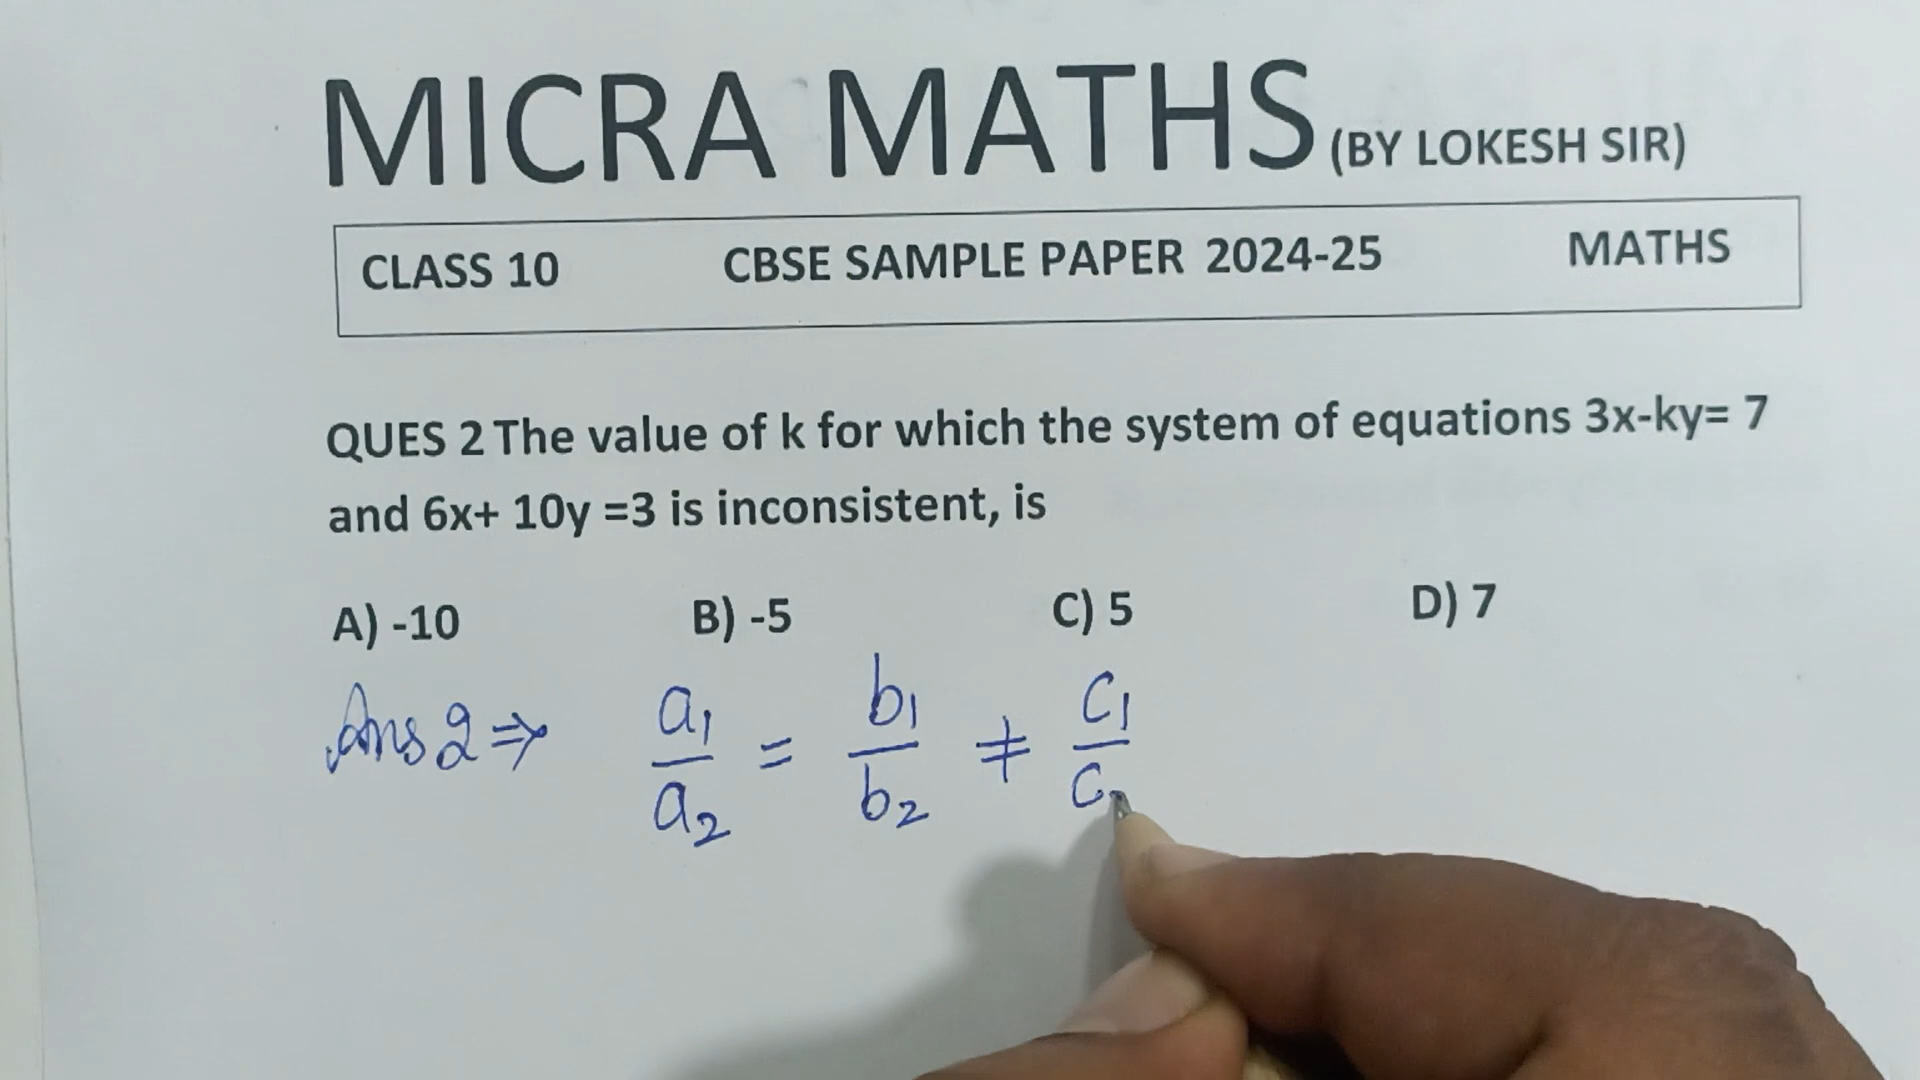 MICRA MATHS (BY LOKESH SIR)
CLASS 10 CBSE SAMPLE PAPER 2024-25 MATHS
QUES 2 The value of k for which the system of equations 3x-ky= 7
and 6x+ 10y =3 is inconsistent, is
A) -10 B) -5 C) 5 D) 7
Ans 2 ⇒ a₁/a₂ = b₁/b₂ ≠ c₁/c₂